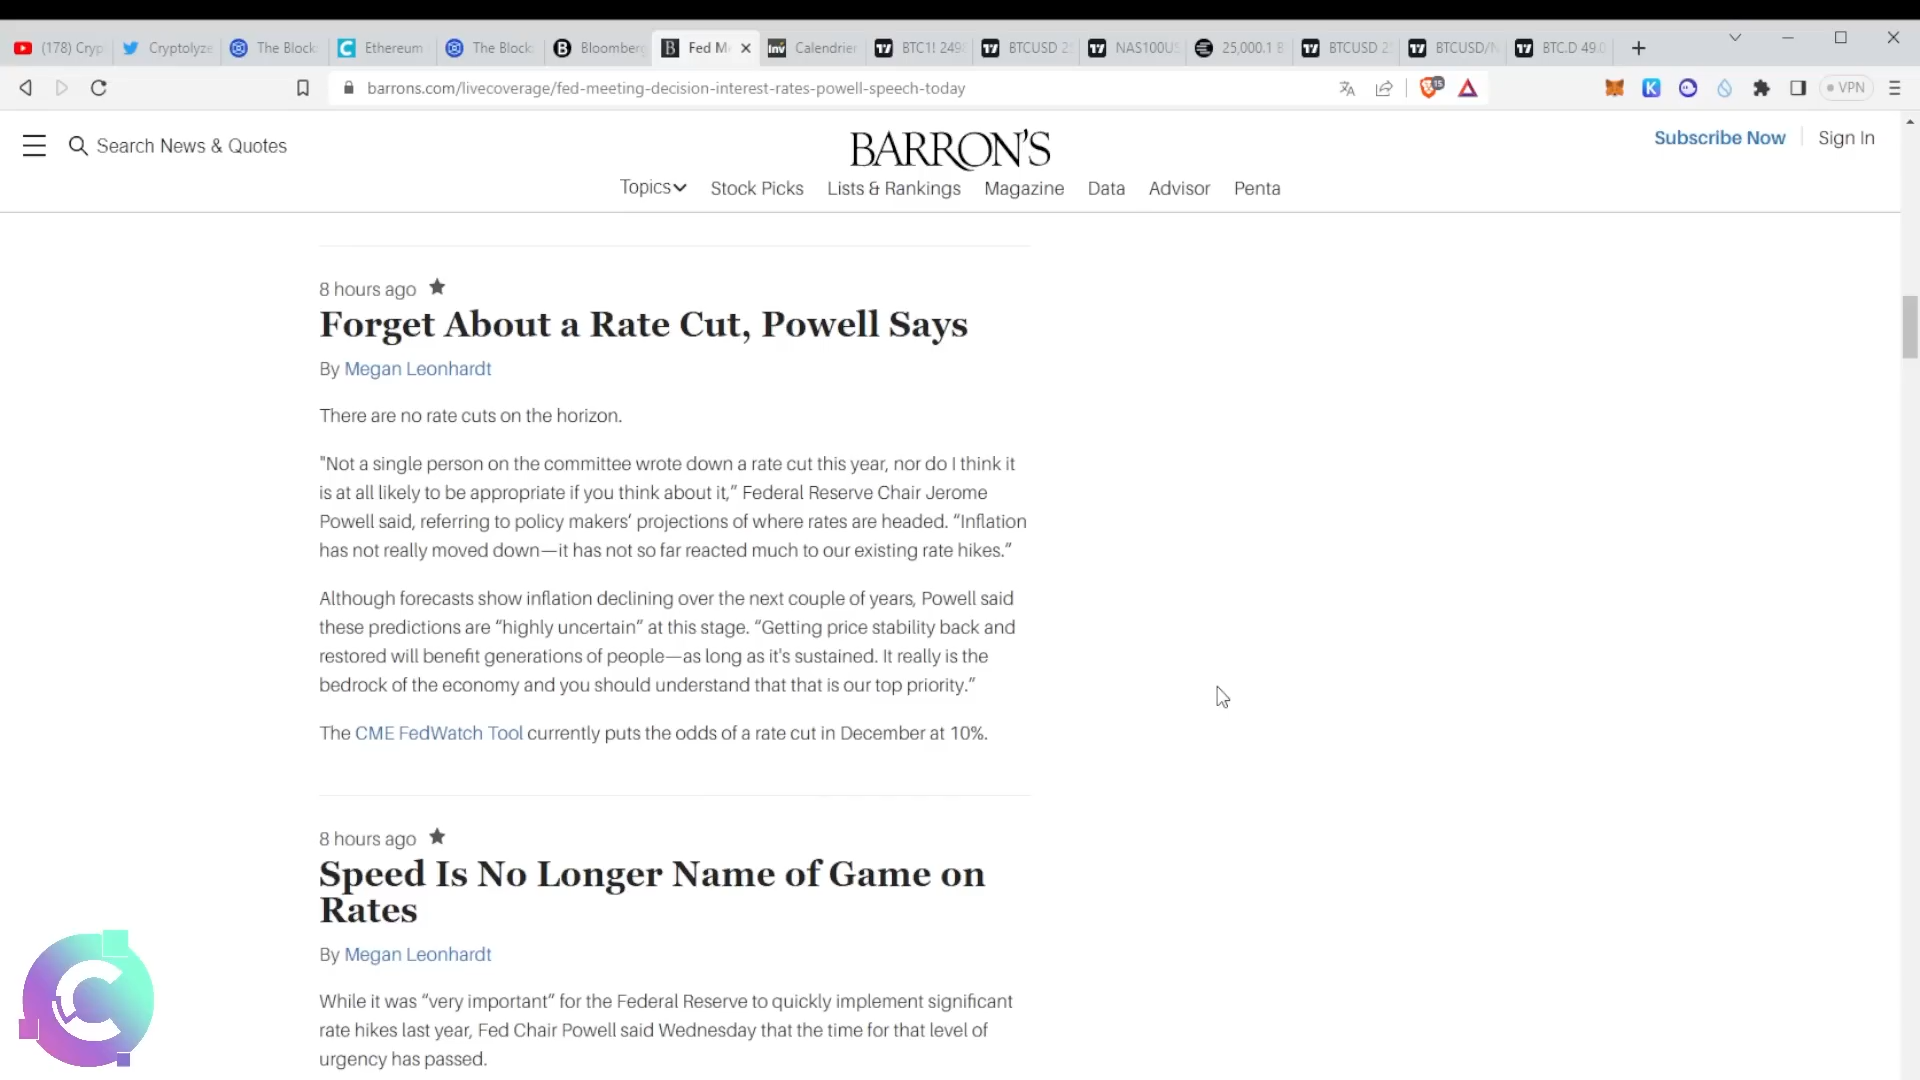 (178) Cryp
Cryptolyze
The Block
Ethereum
The Block
Bloomberg
Fed M
Calendrier
BTC1! 249
BTCUSD 2
NAS100US
25,000.1 B
BTCUSD 2
BTCUSD/
BTC.D 49.0
barrons.com/livecoverage/fed-meeting-decision-interest-rates-powell-speech-today
15
VPN
Search News & Quotes
BARRON'S
Subscribe Now
Sign In
Topics
Stock Picks
Lists & Rankings
Magazine
Data
Advisor
Penta
8 hours ago ★
Forget About a Rate Cut, Powell Says
By Megan Leonhardt
There are no rate cuts on the horizon.
"Not a single person on the committee wrote down a rate cut this year, nor do I think it
is at all likely to be appropriate if you think about it,” Federal Reserve Chair Jerome
Powell said, referring to policy makers’ projections of where rates are headed. “Inflation
has not really moved down—it has not so far reacted much to our existing rate hikes.”
Although forecasts show inflation declining over the next couple of years, Powell said
these predictions are “highly uncertain” at this stage. “Getting price stability back and
restored will benefit generations of people—as long as it's sustained. It really is the
bedrock of the economy and you should understand that that is our top priority.”
The CME FedWatch Tool currently puts the odds of a rate cut in December at 10%.
8 hours ago ★
Speed Is No Longer Name of Game on
Rates
By Megan Leonhardt
While it was “very important” for the Federal Reserve to quickly implement significant
rate hikes last year, Fed Chair Powell said Wednesday that the time for that level of
urgency has passed.